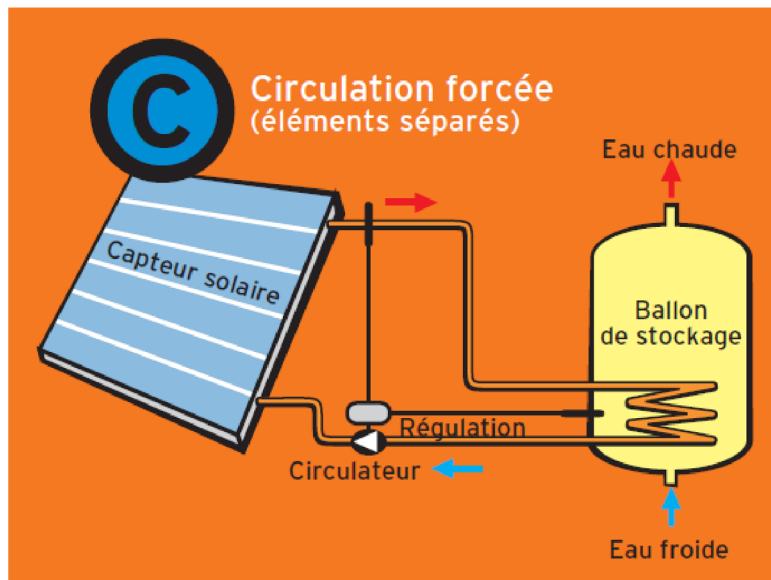 C
Circulation forcée
(éléments séparés)
Eau chaude
Capteur solaire
Ballon
de stockage
Régulation
Circulateur
Eau froide